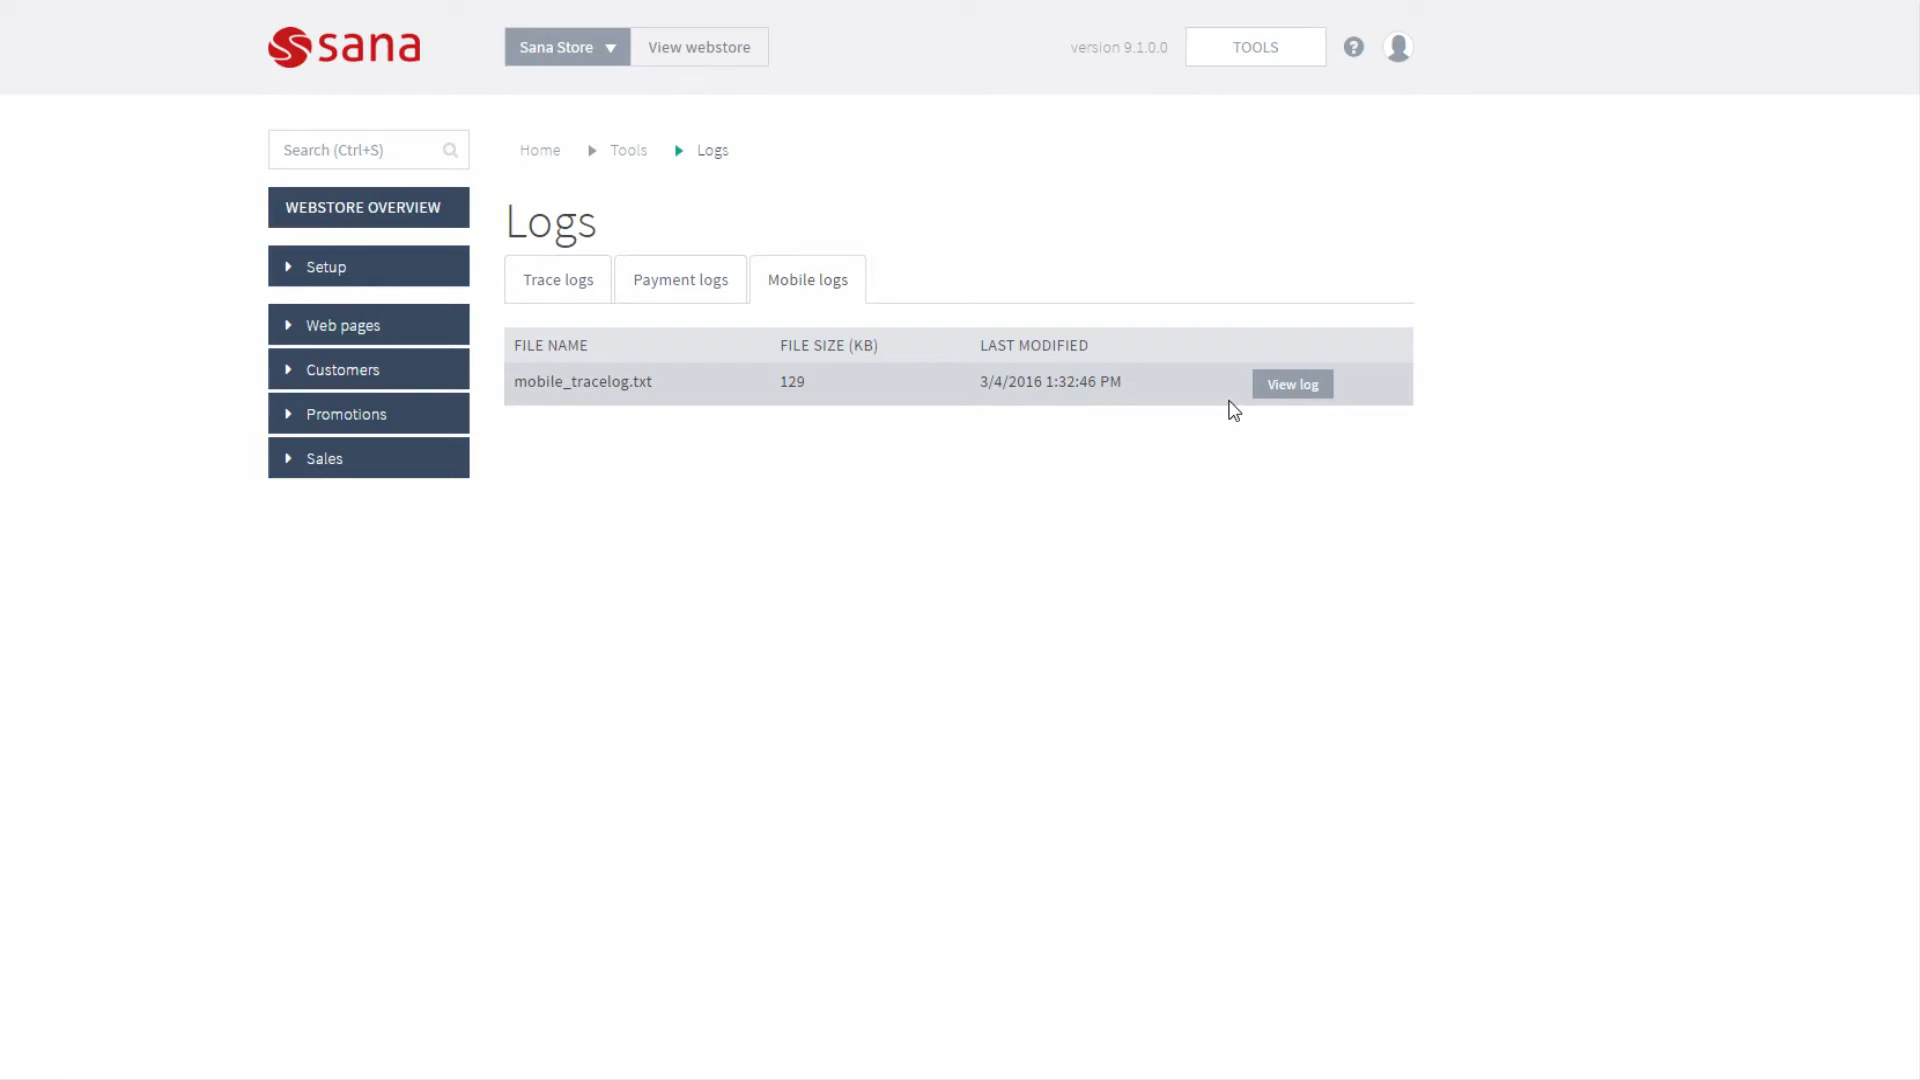 sana
Sana Store
View webstore
version 9.1.0.0
TOOLS
?
Search (Ctrl+S)
Home
Tools
Logs
WEBSTORE OVERVIEW
Setup
Web pages
Customers
Promotions
Sales
Logs
Trace logs
Payment logs
Mobile logs
FILE NAME FILE SIZE (KB) LAST MODIFIED
mobile_tracelog.txt 129 3/4/2016 1:32:46 PM View log